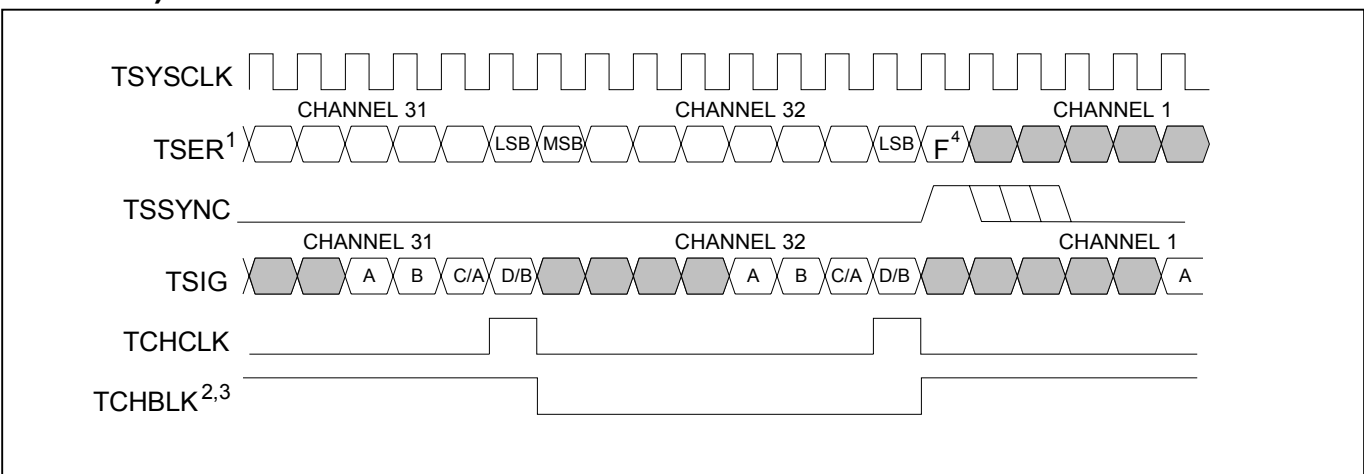 TSYSCLK
CHANNEL 31 CHANNEL 32 CHANNEL 1
TSER1 LSB MSB LSB F4
TSSYNC
CHANNEL 31 CHANNEL 32 CHANNEL 1
TSIG A B C/A D/B A B C/A D/B A
TCHCLK
TCHBLK2,3